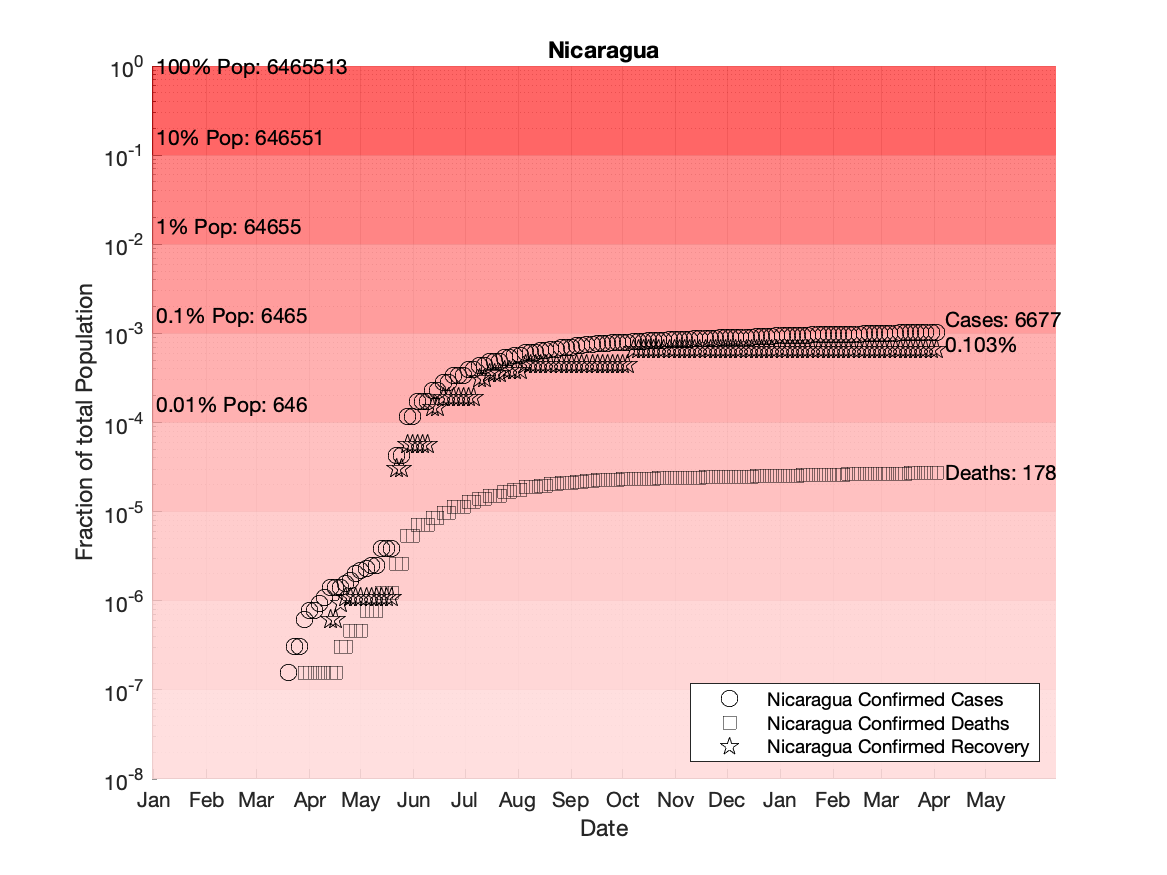 Nicaragua
10^0
100% Pop: 6465513
10% Pop: 646551
10^-1
1% Pop: 64655
10^-2
0.1% Pop: 6465
10^-3
Cases: 6677
0.103%
0.01% Pop: 646
10^-4
Deaths: 178
10^-5
10^-6
10^-7
10^-8
Fraction of total Population
Nicaragua Confirmed Cases
Nicaragua Confirmed Deaths
Nicaragua Confirmed Recovery
Jan Feb Mar Apr May Jun Jul Aug Sep Oct Nov Dec Jan Feb Mar Apr May
Date